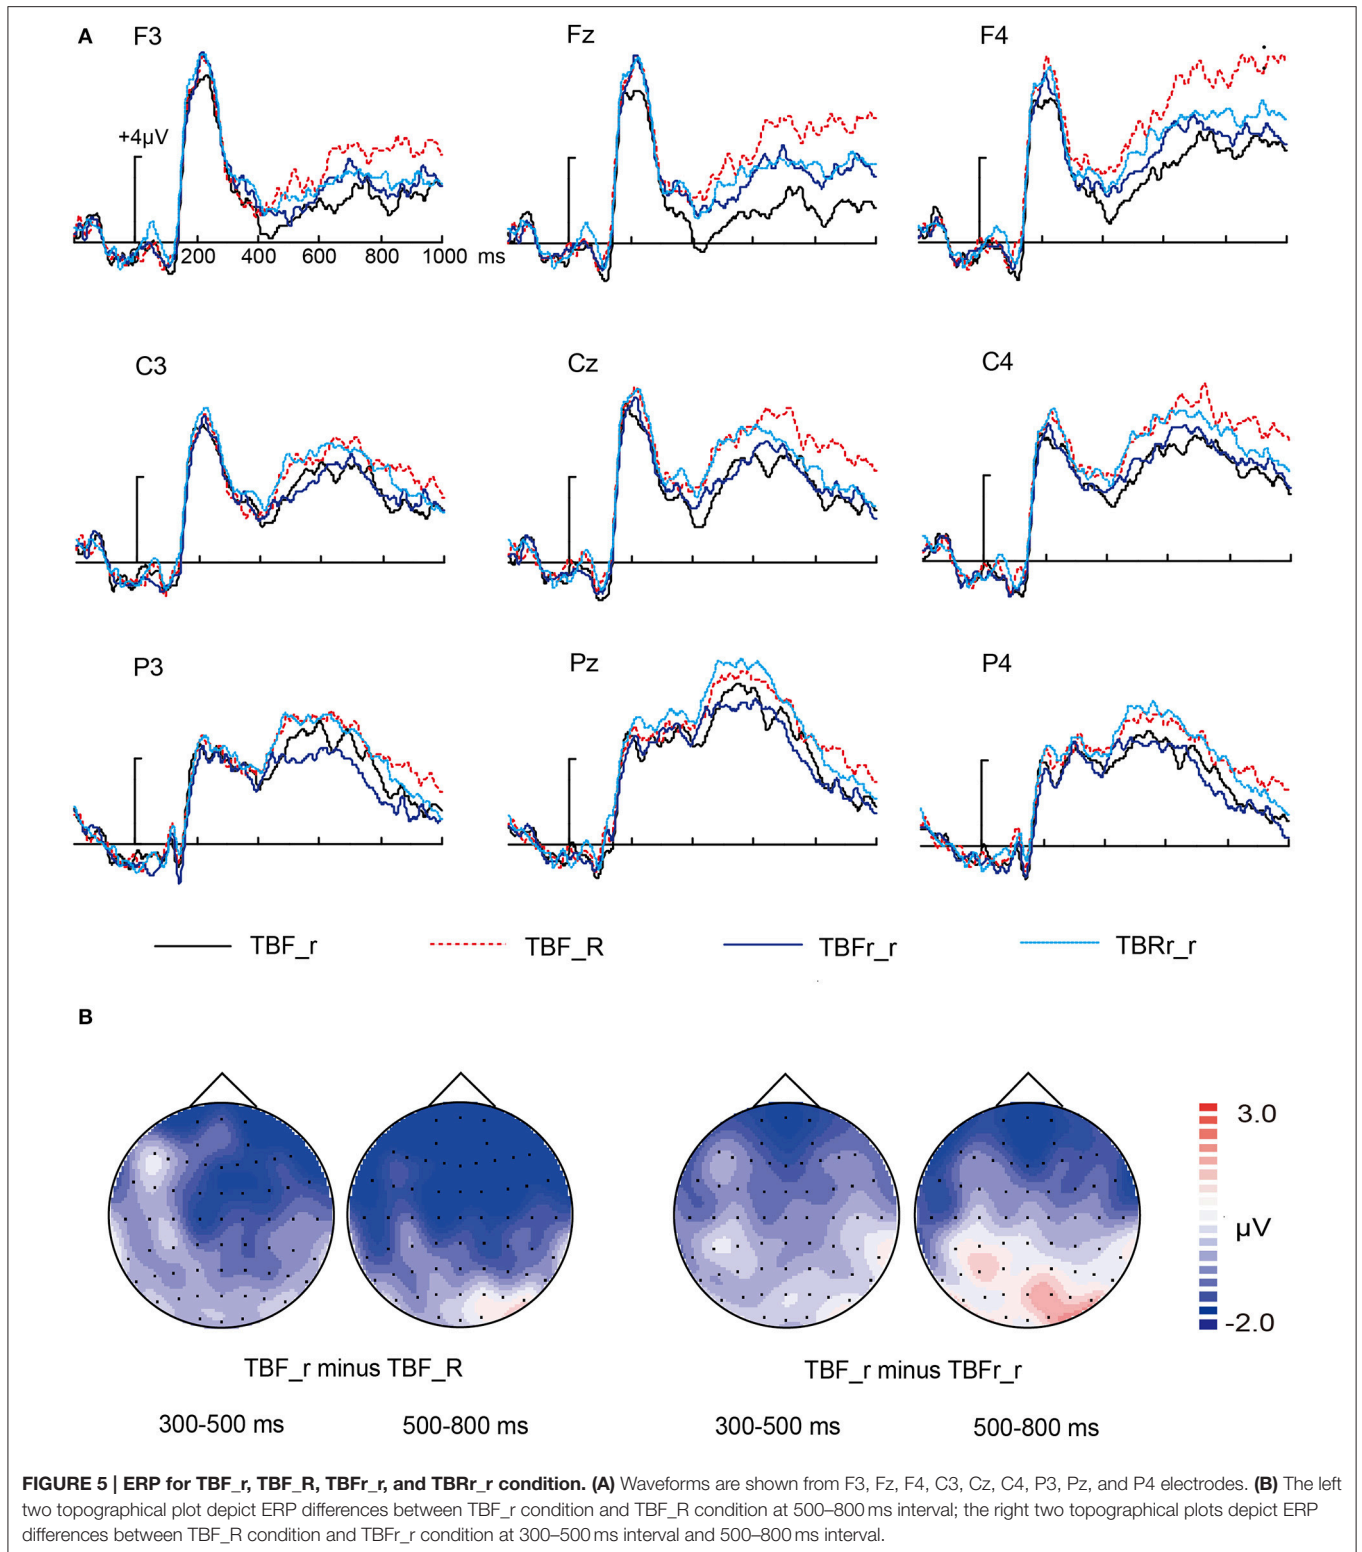 A F3 Fz F4
+4µV
200 400 600 800 1000 ms
C3 Cz C4
P3 Pz P4
TBF_r TBF_R TBFr_r TBRr_r
B
3.0
µV
-2.0
TBF_r minus TBF_R TBF_r minus TBFr_r
300-500 ms 500-800 ms 300-500 ms 500-800 ms
FIGURE 5 | ERP for TBF_r, TBF_R, TBFr_r, and TBRr_r condition. (A) Waveforms are shown from F3, Fz, F4, C3, Cz, C4, P3, Pz, and P4 electrodes. (B) The left
two topographical plot depict ERP differences between TBF_r condition and TBF_R condition at 500–800 ms interval; the right two topographical plots depict ERP
differences between TBF_R condition and TBFr_r condition at 300–500 ms interval and 500–800 ms interval.